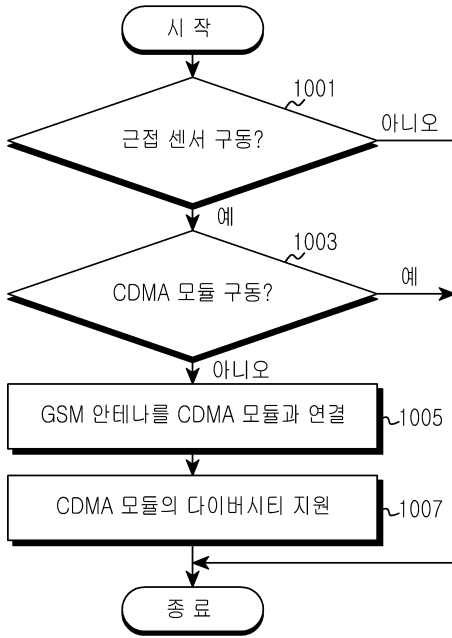 시 작
1001
근접 센서 구동?
아니오
예
1003
CDMA 모듈 구동?
예
아니오
GSM 안테나를 CDMA 모듈과 연결
1005
CDMA 모듈의 다이버시티 지원
1007
종 료